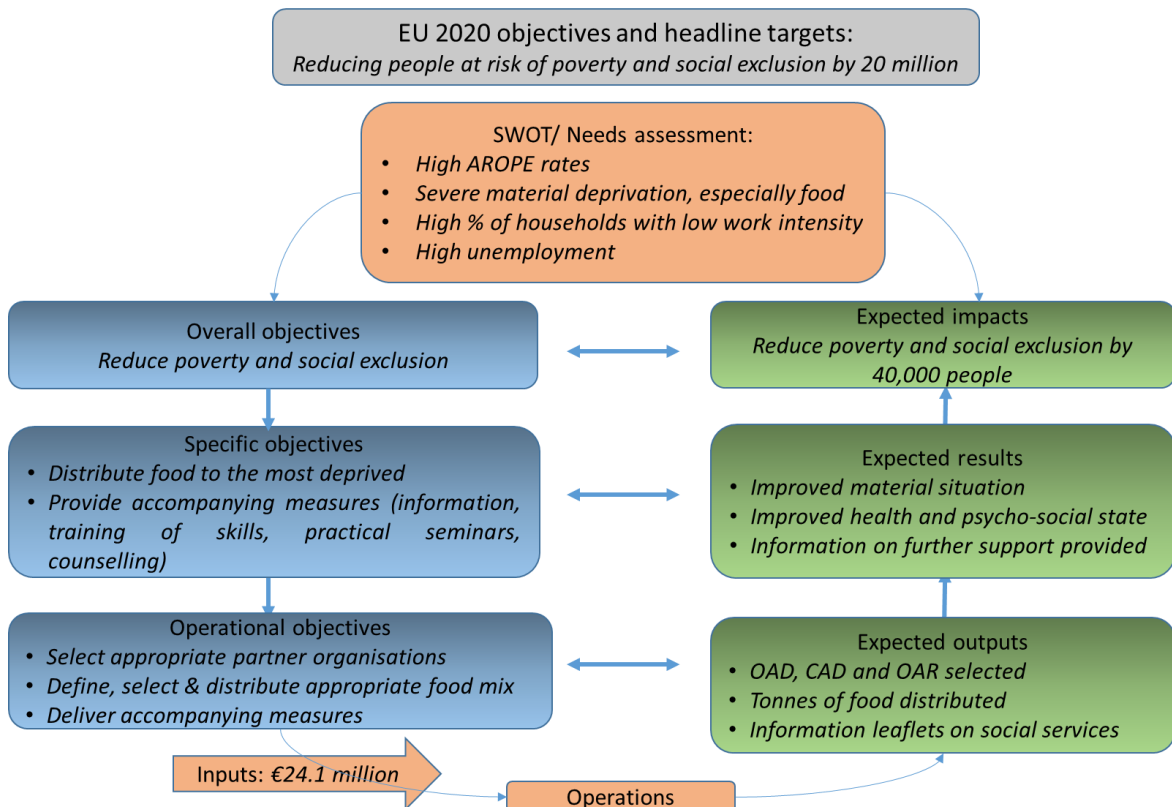 EU 2020 objectives and headline targets:
Reducing people at risk of poverty and social exclusion by 20 million
SWOT/ Needs assessment:
• High AROPE rates
• Severe material deprivation, especially food
• High % of households with low work intensity
• High unemployment
Overall objectives
Reduce poverty and social exclusion
Expected impacts
Reduce poverty and social exclusion by
40,000 people
Specific objectives
• Distribute food to the most deprived
• Provide accompanying measures (information,
training of skills, practical seminars,
counselling)
Expected results
• Improved material situation
• Improved health and psycho-social state
• Information on further support provided
Operational objectives
• Select appropriate partner organisations
• Define, select & distribute appropriate food mix
• Deliver accompanying measures
Expected outputs
• OAD, CAD and OAR selected
• Tonnes of food distributed
• Information leaflets on social services
Inputs: €24.1 million
Operations